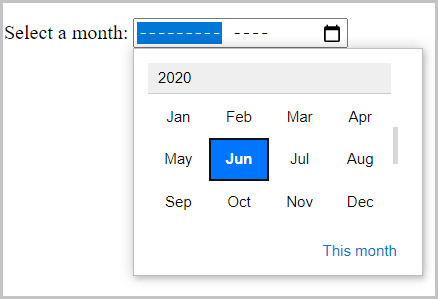 Select a month: --------- ----
2020
Jan Feb Mar Apr
May Jun Jul Aug
Sep Oct Nov Dec
This month